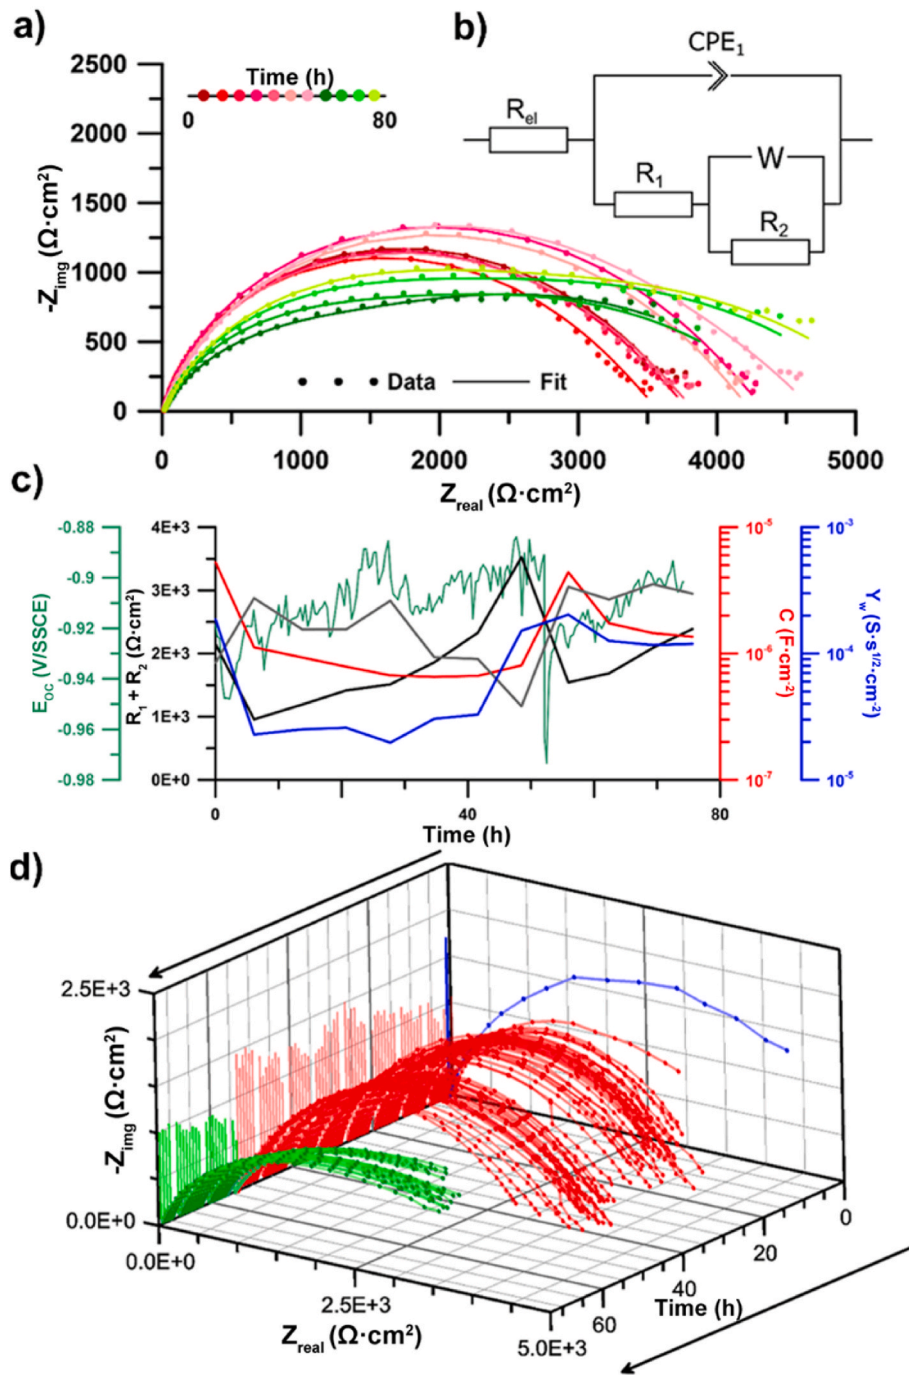 a)
b)
2500
2000
1500
1000
500
0
-Z_img (Ω·cm²)
Time (h)
0 80
CPE₁
R_el
R₁
W
R₂
Data Fit
0 1000 2000 3000 4000 5000
Z_real (Ω·cm²)
c)
-0.88
-0.9
-0.92
-0.94
-0.96
-0.98
E_OC (V/SSCE)
4E+3
3E+3
2E+3
1E+3
0E+0
R₁ + R₂ (Ω·cm²)
10⁻⁵
10⁻⁶
10⁻⁷
C (F·cm⁻²)
10⁻³
10⁻⁴
10⁻⁵
Y_w (S·s^1/2·cm⁻²)
0 40 80
Time (h)
d)
2.5E+3
0.0E+0
-Z_img (Ω·cm²)
0.0E+0
2.5E+3
5.0E+3
Z_real (Ω·cm²)
0
20
40
60
Time (h)